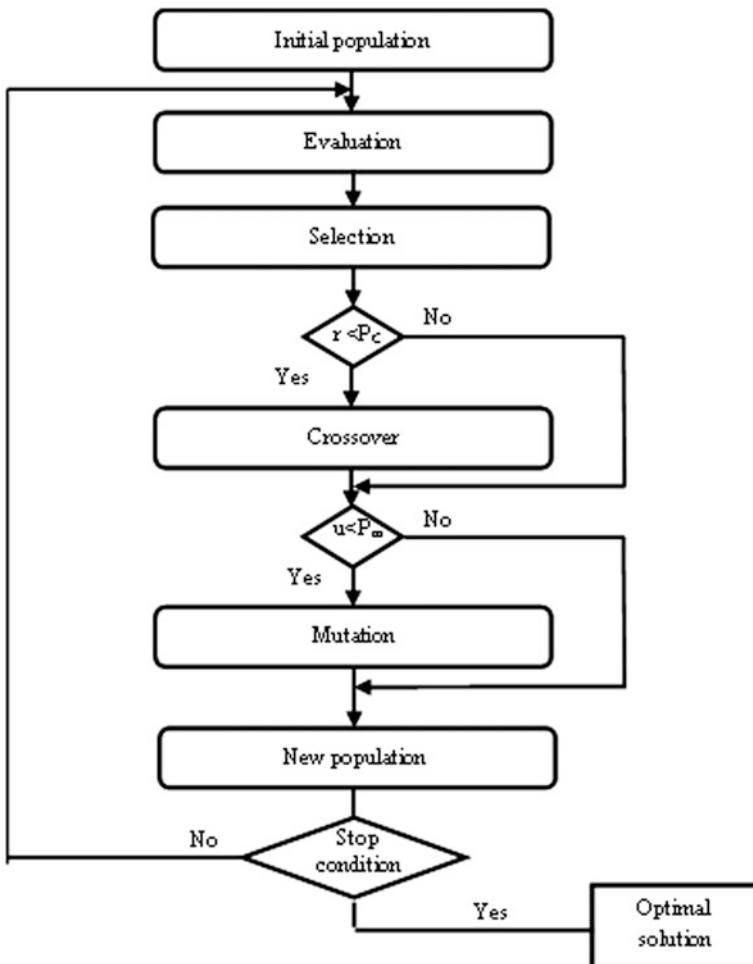 Initial population
Evaluation
Selection
r <Pc
No
Yes
Crossover
u<Pm
No
Yes
Mutation
New population
No
Stop
condition
Yes
Optimal
solution